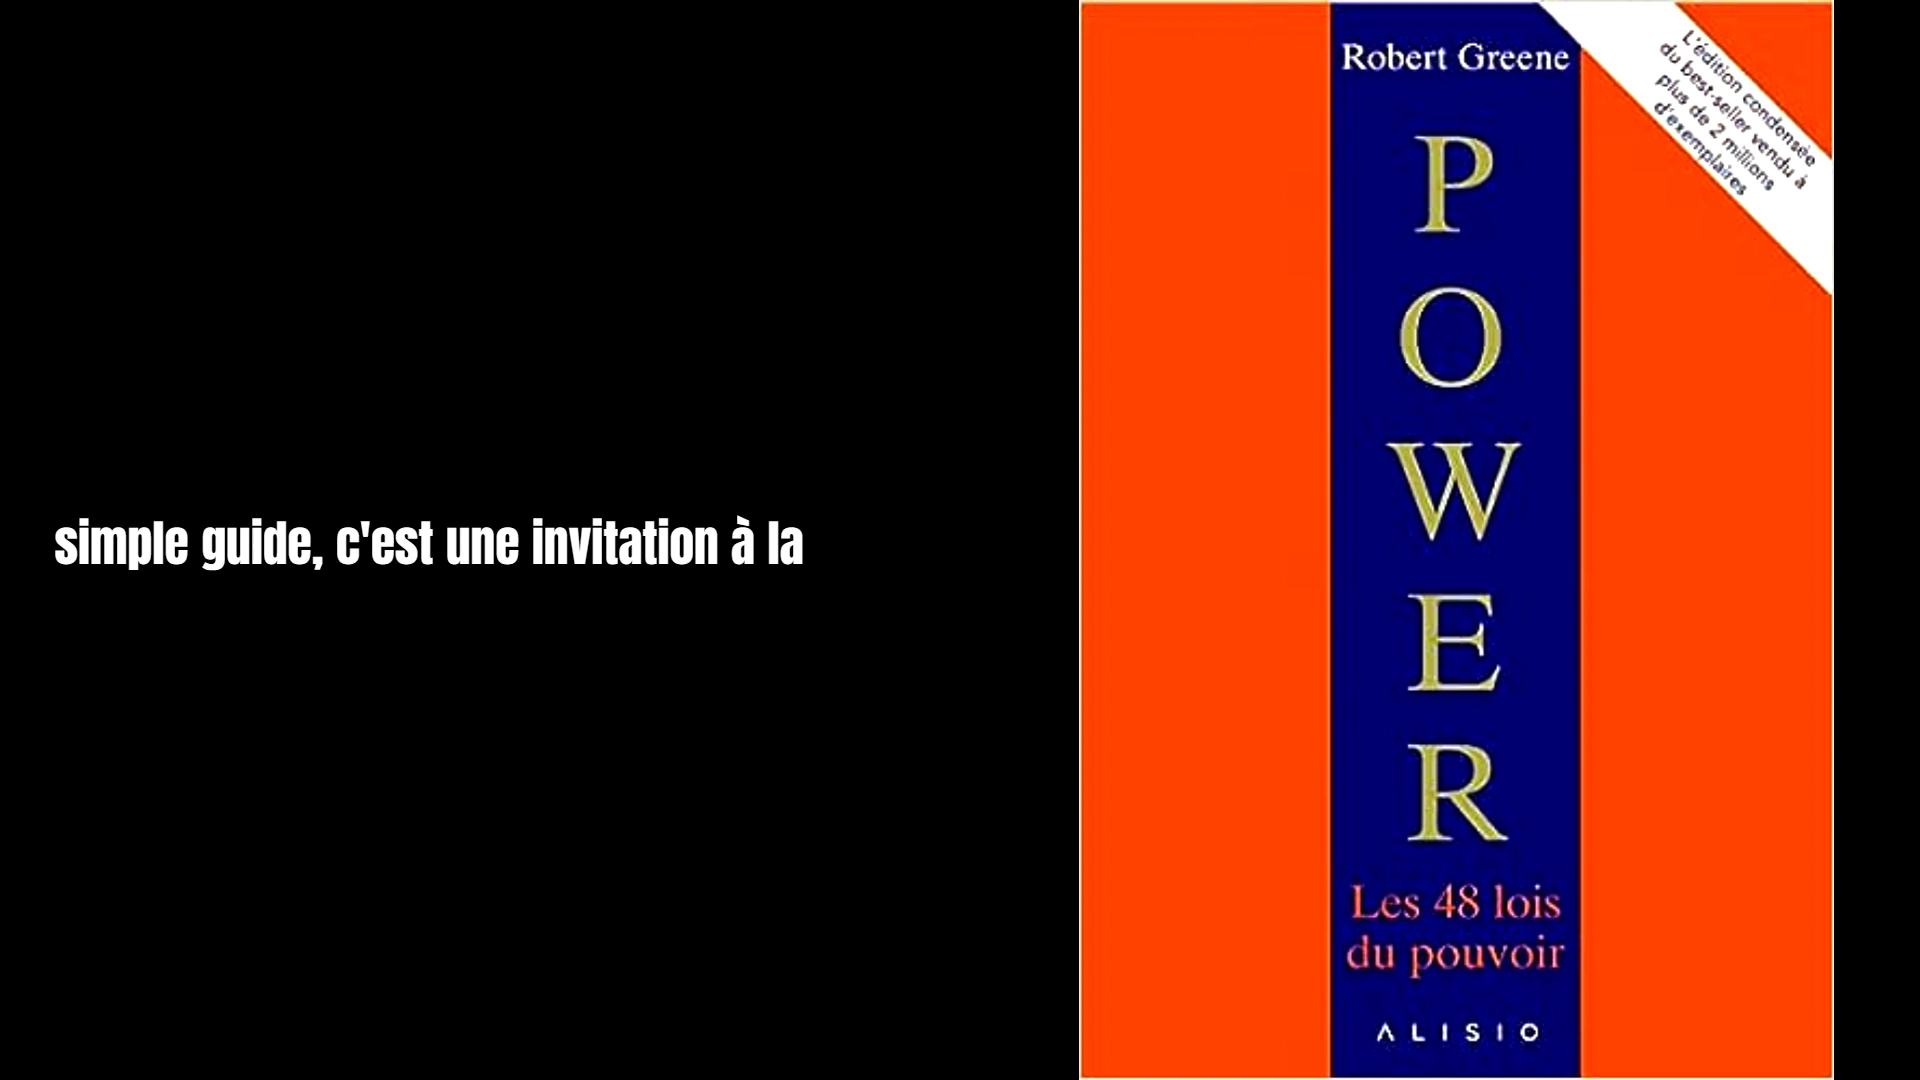 simple guide, c'est une invitation à la
Robert Greene
L'édition condensée
du best-seller vendu à
plus de 2 millions
d'exemplaires
POWER
Les 48 lois
du pouvoir
ALISIO